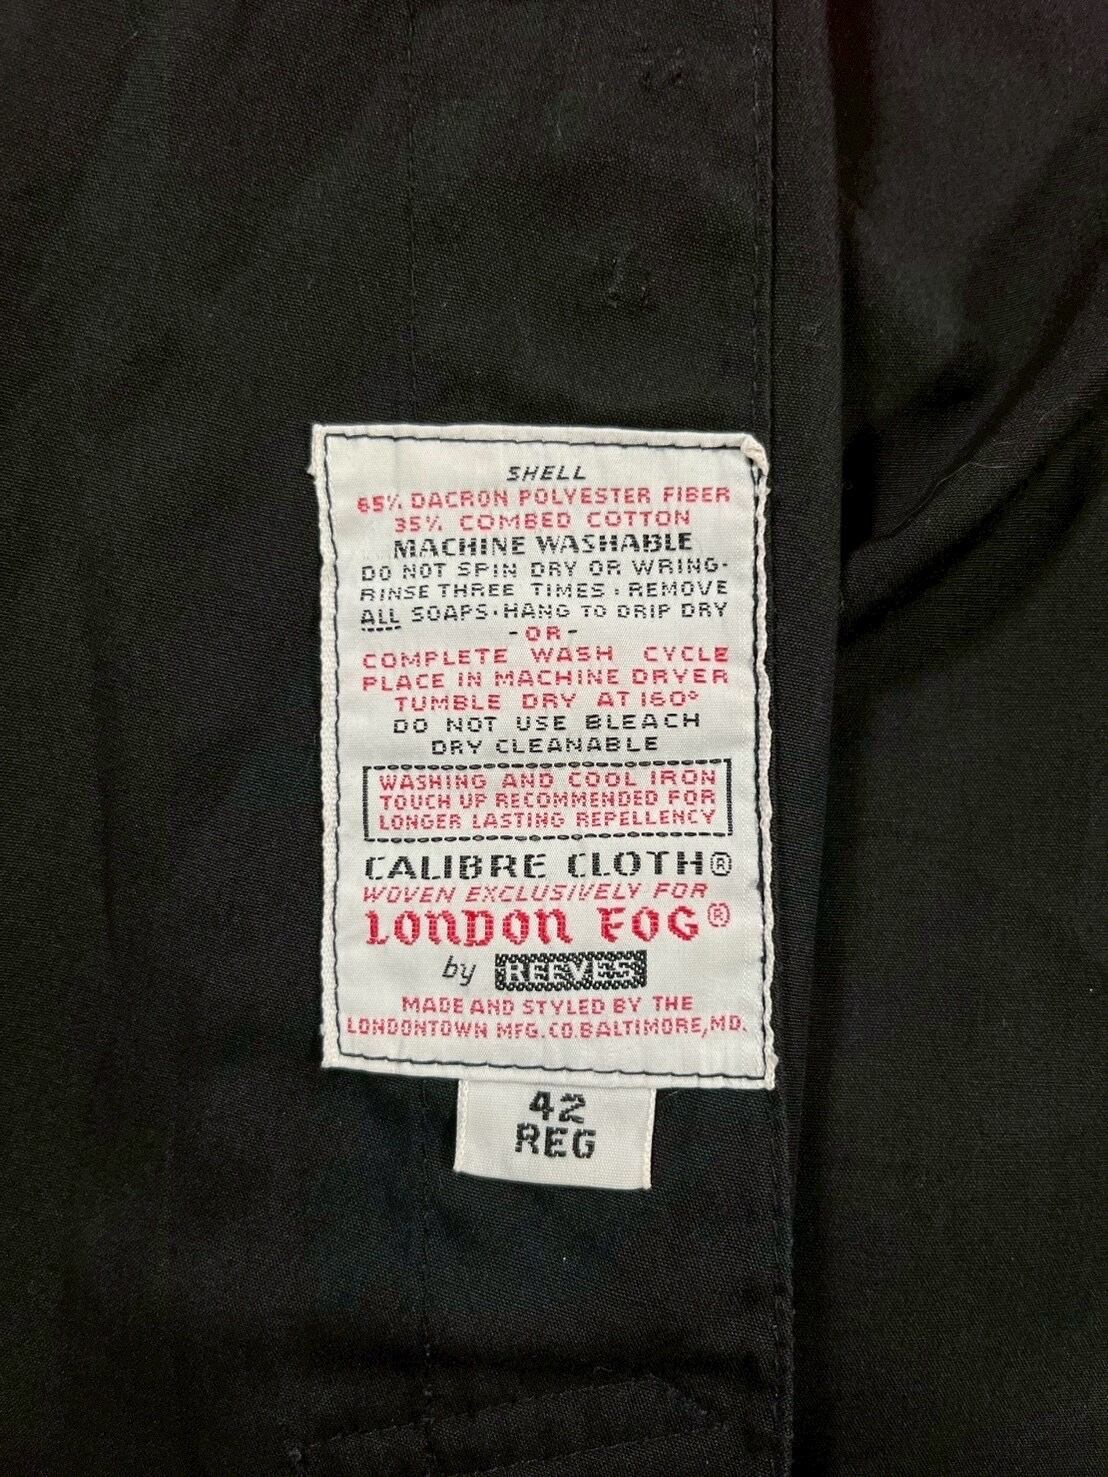 SHELL
65% DACRON POLYESTER FIBER
35% COMBED COTTON
MACHINE WASHABLE
DO NOT SPIN DRY OR WRING·
RINSE THREE TIMES · REMOVE
ALL SOAPS·HANG TO DRIP DRY
-OR-
COMPLETE WASH CYCLE
PLACE IN MACHINE DRYER
TUMBLE DRY AT 160°
DO NOT USE BLEACH
DRY CLEANABLE
WASHING AND COOL IRON
TOUCH UP RECOMMENDED FOR
LONGER LASTING REPELLENCY
CALIBRE CLOTH®
WOVEN EXCLUSIVELY FOR
LONDON FOG®
by REEVES
MADE AND STYLED BY THE
LONDONTOWN MFG.CO.BALTIMORE,MD.
42
REG